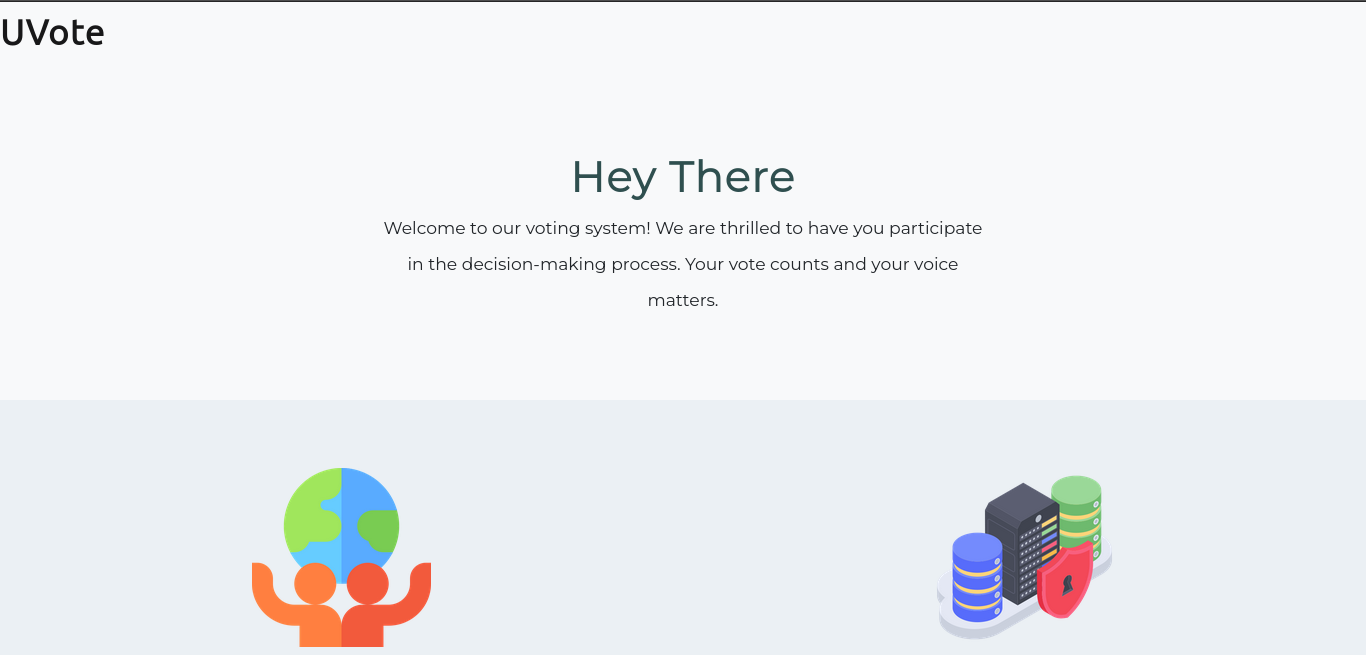 UVote
Hey There
Welcome to our voting system! We are thrilled to have you participate
in the decision-making process. Your vote counts and your voice
matters.